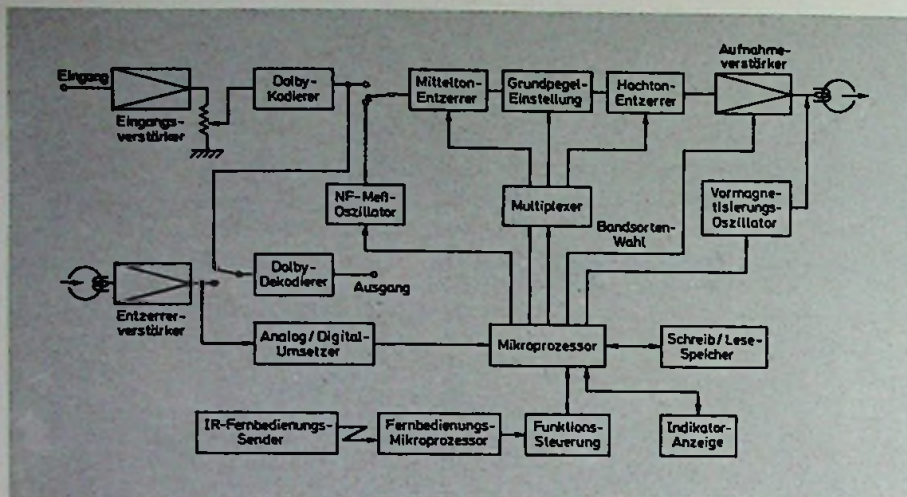 Eingang
Eingangs-
verstärker
Dolby-
Kodierer
Mittelton-
Entzerrer
Grundpegel-
Einstellung
Hochton-
Entzerrer
Aufnahme-
verstärker
NF-Meß-
Oszillator
Multiplexer
Bandsorten-
Wahl
Vormagne-
tisierungs-
Oszillator
Entzerrer-
verstärker
Dolby-
Dekodierer
Ausgang
Analog/Digital-
Umsetzer
Mikroprozessor
Schreib/Lese-
Speicher
IR-Fernbedienungs-
Sender
Fernbedienungs-
Mikroprozessor
Funktions-
Steuerung
Indikator-
Anzeige